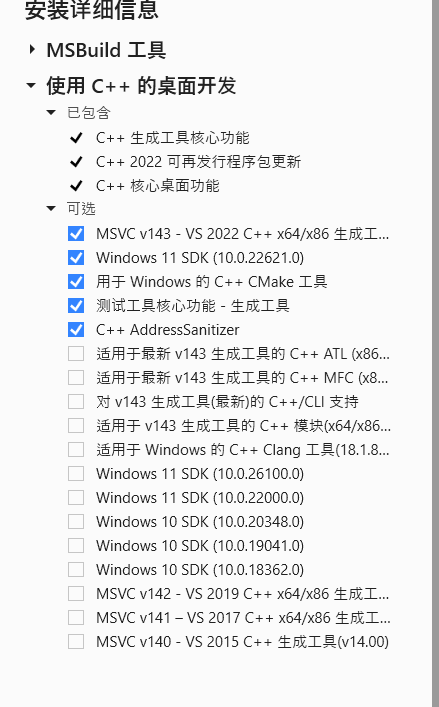 安装详细信息
MSBuild 工具
使用 C++ 的桌面开发
已包含
C++ 生成工具核心功能
C++ 2022 可再发行程序包更新
C++ 核心桌面功能
可选
MSVC v143 - VS 2022 C++ x64/x86 生成工...
Windows 11 SDK (10.0.22621.0)
用于 Windows 的 C++ CMake 工具
测试工具核心功能 - 生成工具
C++ AddressSanitizer
适用于最新 v143 生成工具的 C++ ATL (x86...
适用于最新 v143 生成工具的 C++ MFC (x8...
对 v143 生成工具(最新)的 C++/CLI 支持
适用于 v143 生成工具的 C++ 模块(x64/x86...
适用于 Windows 的 C++ Clang 工具(18.1.8...
Windows 11 SDK (10.0.26100.0)
Windows 11 SDK (10.0.22000.0)
Windows 10 SDK (10.0.20348.0)
Windows 10 SDK (10.0.19041.0)
Windows 10 SDK (10.0.18362.0)
MSVC v142 - VS 2019 C++ x64/x86 生成工...
MSVC v141 – VS 2017 C++ x64/x86 生成工...
MSVC v140 - VS 2015 C++ 生成工具(v14.00)